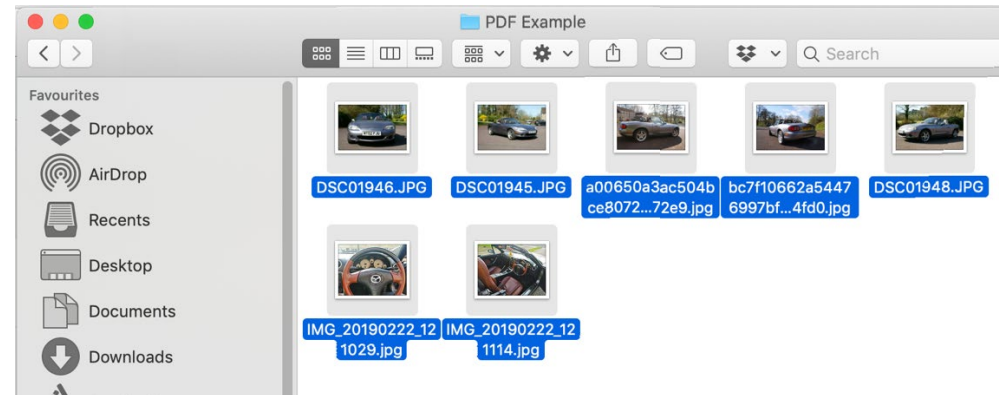 PDF Example
Search
Favourites
Dropbox
AirDrop
Recents
Desktop
Documents
Downloads
DSC01946.JPG
DSC01945.JPG
a00650a3ac504b
ce8072...72e9.jpg
bc7f10662a5447
6997bf...4fd0.jpg
DSC01948.JPG
IMG_20190222_12
1029.jpg
IMG_20190222_12
1114.jpg